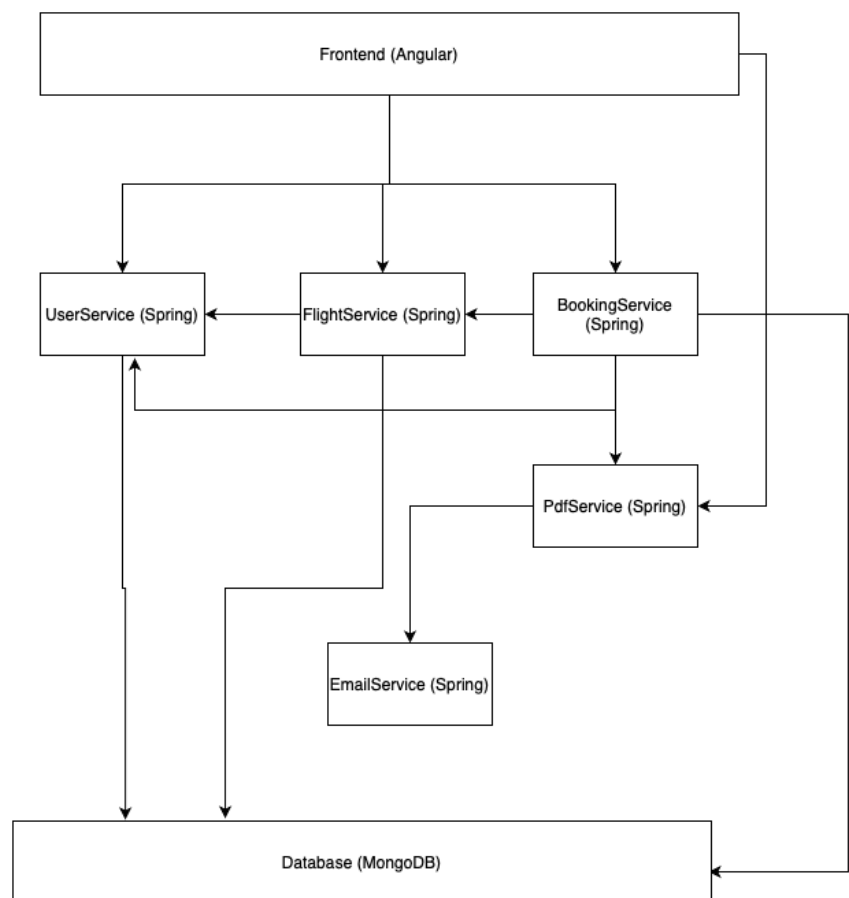 Frontend (Angular)
UserService (Spring)
FlightService (Spring)
BookingService
(Spring)
PdfService (Spring)
EmailService (Spring)
Database (MongoDB)